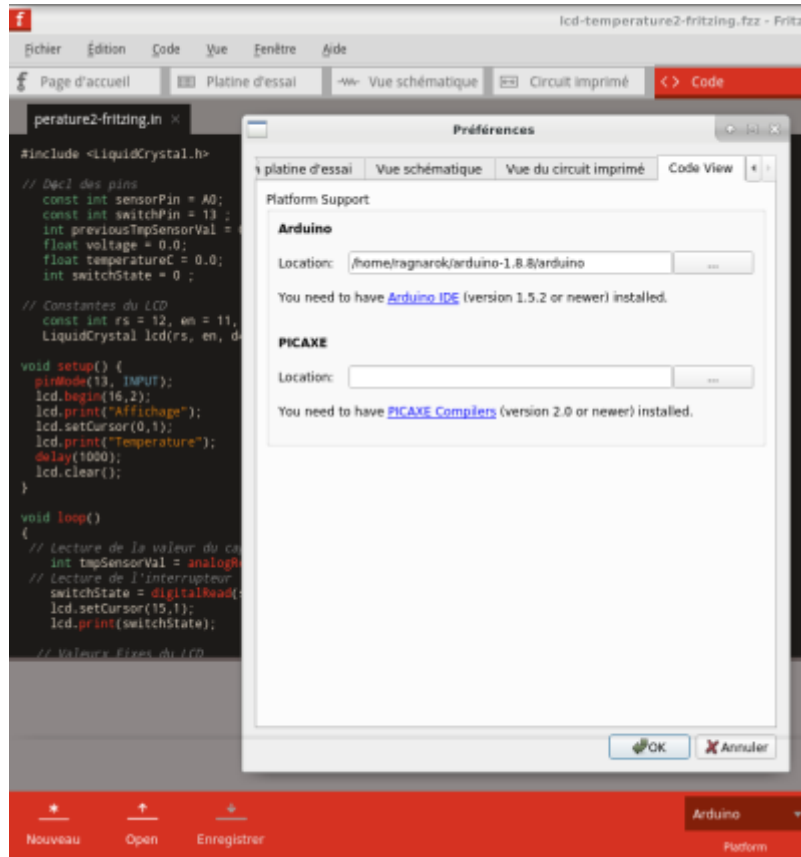 f
lcd-temperature2-fritzing.fzz - Fritz
Fichier Édition Code Vue Fenêtre Aide
f Page d'accueil Platine d'essai Vue schématique Circuit imprimé <> Code
perature2-fritzing.in ×
Préférences
platine d'essai Vue schématique Vue du circuit imprimé Code View
Platform Support
Arduino
Location: /home/ragnarok/arduino-1.8.8/arduino ...
You need to have Arduino IDE (version 1.5.2 or newer) installed.
PICAXE
Location: ...
You need to have PICAXE Compilers (version 2.0 or newer) installed.
OK Annuler
#include <LiquidCrystal.h>
// Décl des pins
const int sensorPin = A0;
const int switchPin = 13 ;
int previousTmpSensorVal =
float voltage = 0.0;
float temperatureC = 0.0;
int switchState = 0 ;
// Constantes du LCD
const int rs = 12, en = 11,
LiquidCrystal lcd(rs, en, d
void setup() {
pinMode(13, INPUT);
lcd.begin(16,2);
lcd.print("Affichage");
lcd.setCursor(0,1);
lcd.print("Temperature");
delay(1000);
lcd.clear();
}
void loop()
{
// Lecture de la valeur du ca
int tmpSensorVal = analogR
// Lecture de l'interrupteur
switchState = digitalRead(
lcd.setCursor(15,1);
lcd.print(switchState);
// Valeurx Fixes du LCD
Nouveau Open Enregistrer
Arduino
Platform